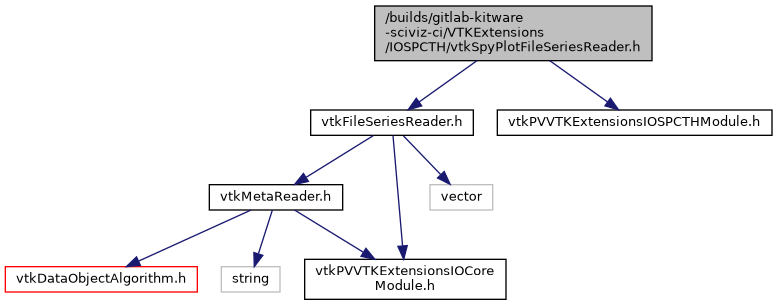 /builds/gitlab-kitware
-sciviz-ci/VTKExtensions
/IOSPCTH/vtkSpyPlotFileSeriesReader.h
vtkFileSeriesReader.h
vtkPVVTKExtensionsIOSPCTHModule.h
vtkMetaReader.h
vector
vtkDataObjectAlgorithm.h
string
vtkPVVTKExtensionsIOCore
Module.h